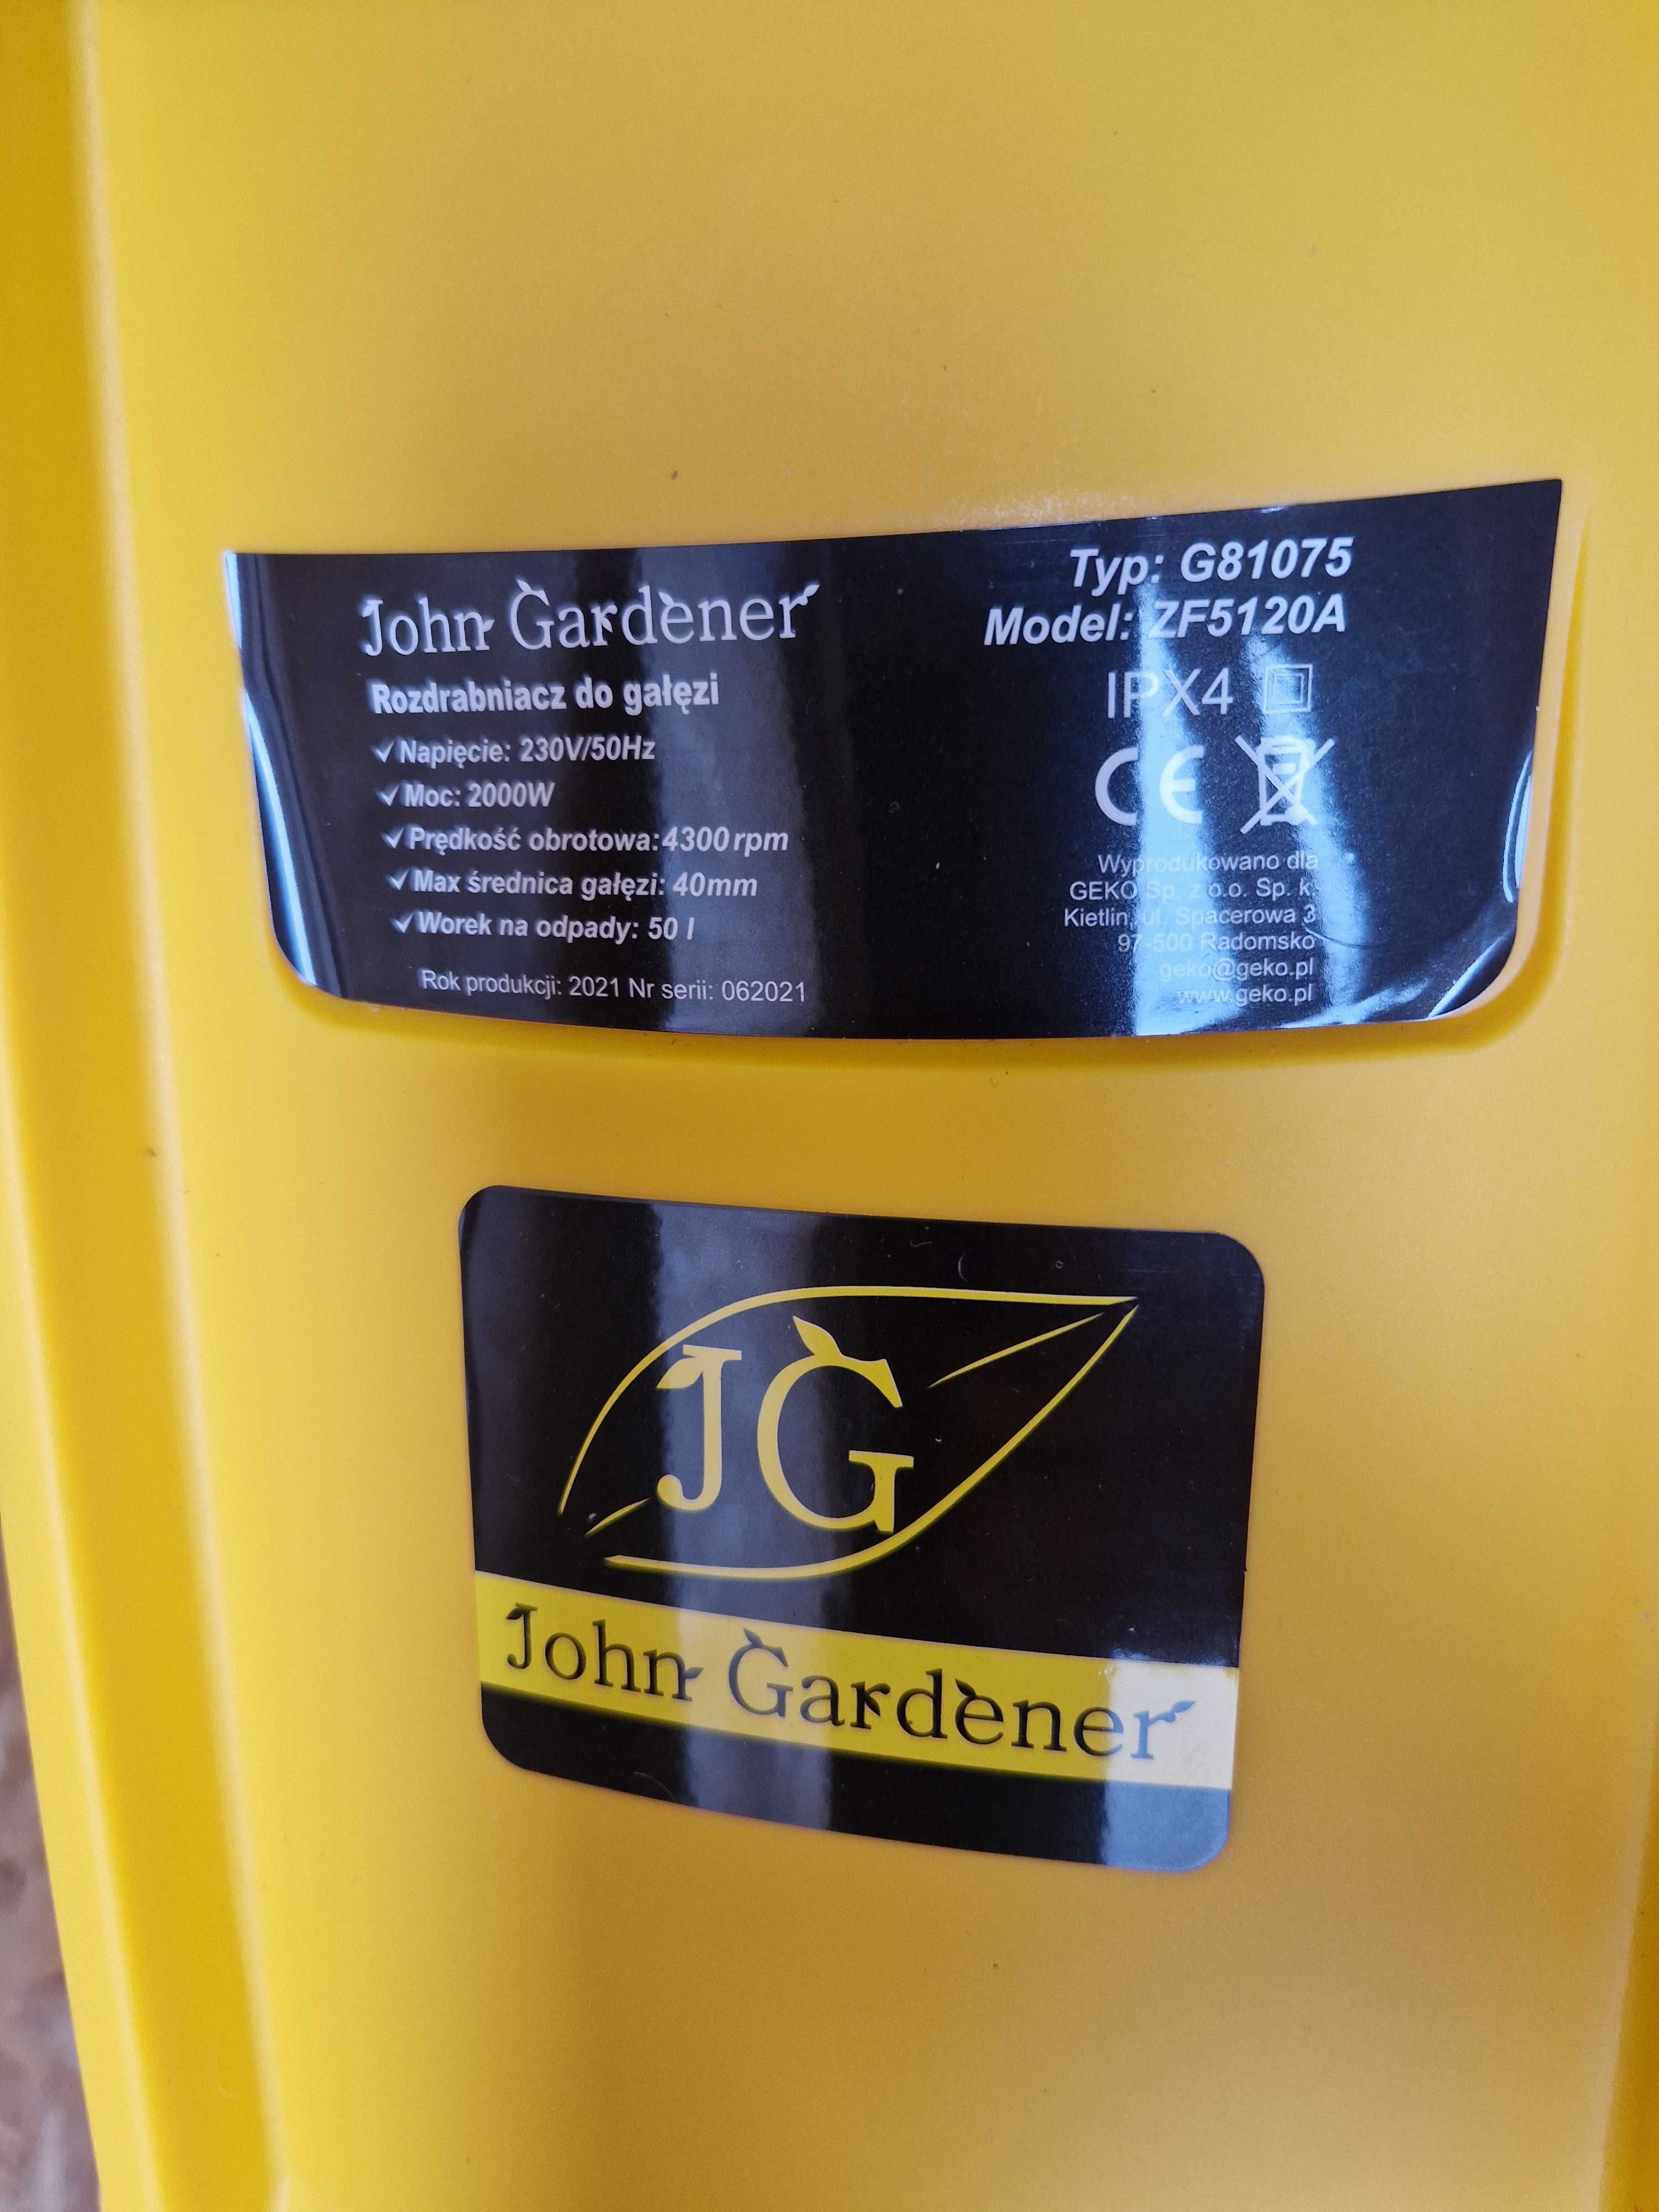 John Gardener
Rozdrabniacz do gałęzi
Napięcie: 230V/50Hz
Moc: 2000W
Prędkość obrotowa:4300rpm
Max średnica gałęzi: 40mm
Worek na odpady: 50 l
Rok produkcji: 2021 Nr serii: 062021
Typ: G81075
Model: ZF5120A
IPX4
CE
Wyprodukowano dla
GEKO Sp. z o.o. Sp. k
Kietlin, ul. Spacerowa 3
97-500 Radomsko
geko@geko.pl
www.geko.pl
JG
John Gardener